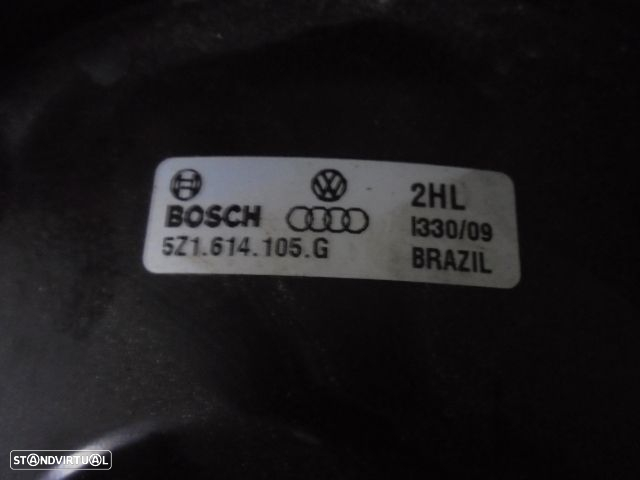 BOSCH
5Z1.614.105.G
2HL
I330/09
BRAZIL
STANDVIRTUAL